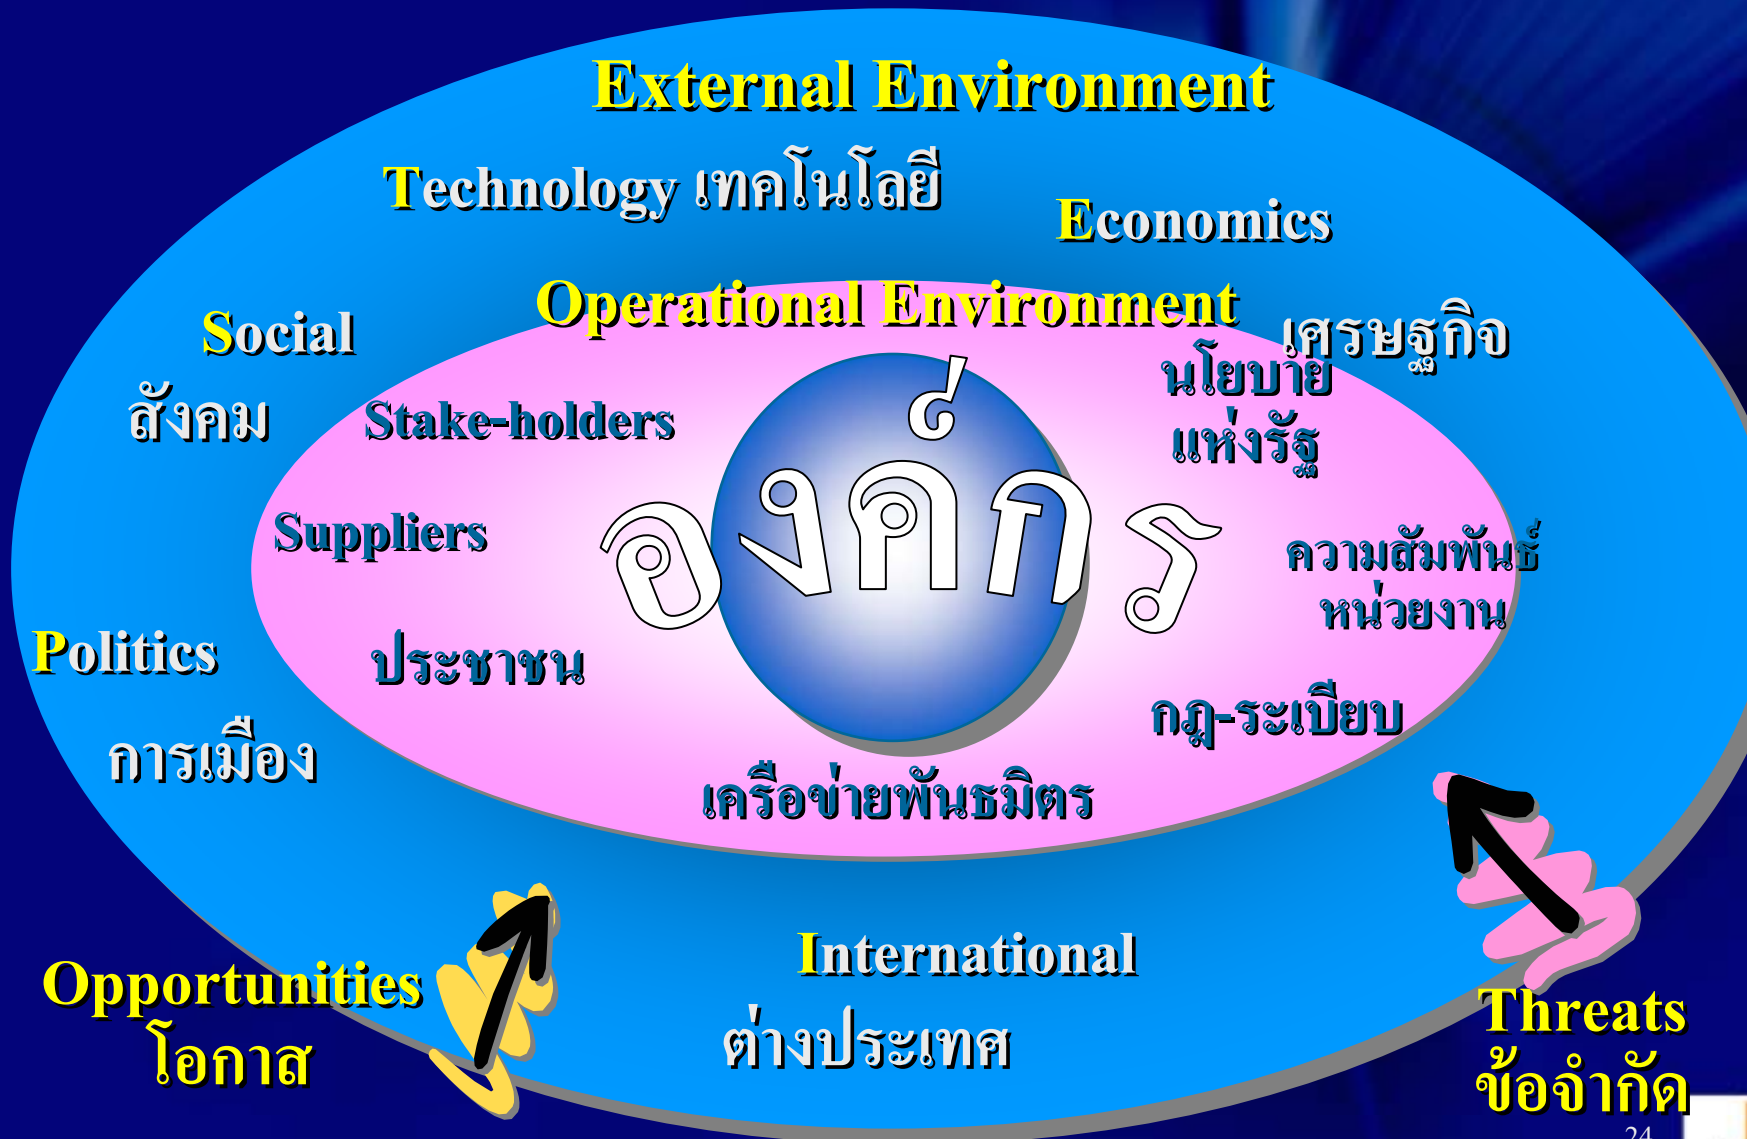 External Environment
Technology เทคโนโลยี
Economics
เศรษฐกิจ
Social
สังคม
Politics
การเมือง
Operational Environment
Stake-holders
Suppliers
ประชาชน
องค์กร
นโยบาย
แห่งรัฐ
ความสัมพันธ์
หน่วยงาน
กฎ-ระเบียบ
เครือข่ายพันธมิตร
International
ต่างประเทศ
Opportunities
โอกาส
Threats
ข้อจำกัด
24